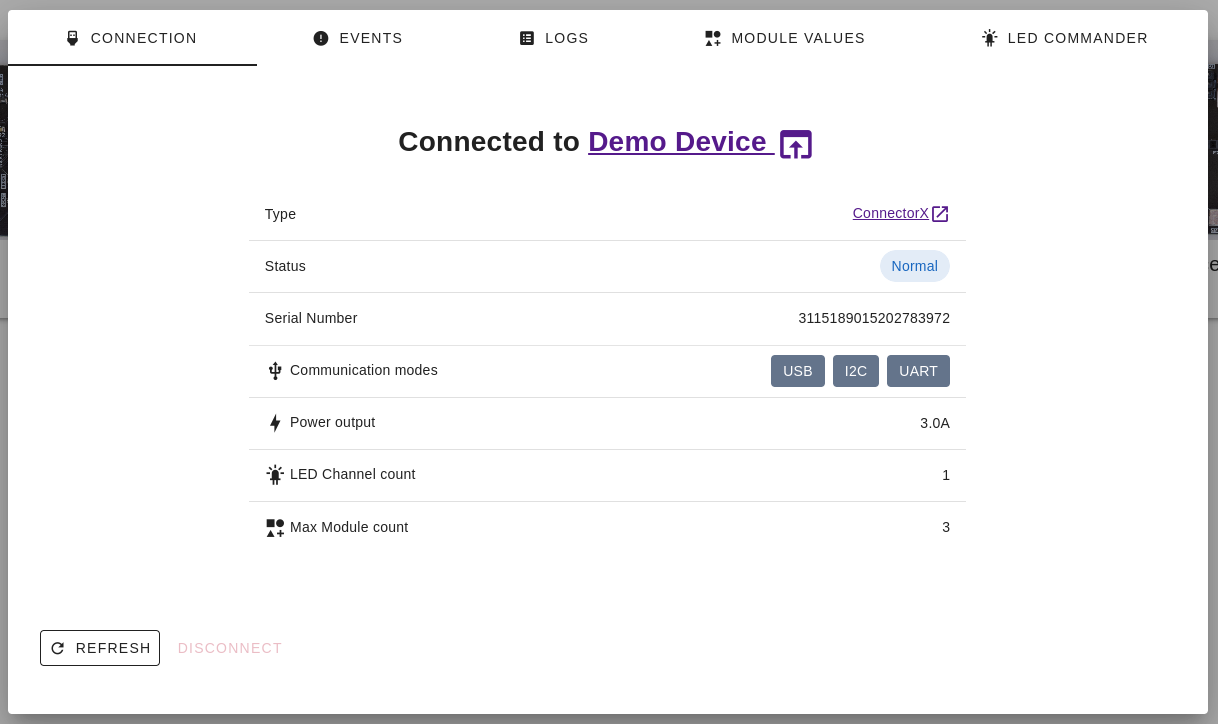 CONNECTION EVENTS LOGS MODULE VALUES LED COMMANDER
Connected to Demo Device
Type ConnectorX
Status Normal
Serial Number 3115189015202783972
Communication modes USB I2C UART
Power output 3.0A
LED Channel count 1
Max Module count 3
REFRESH DISCONNECT